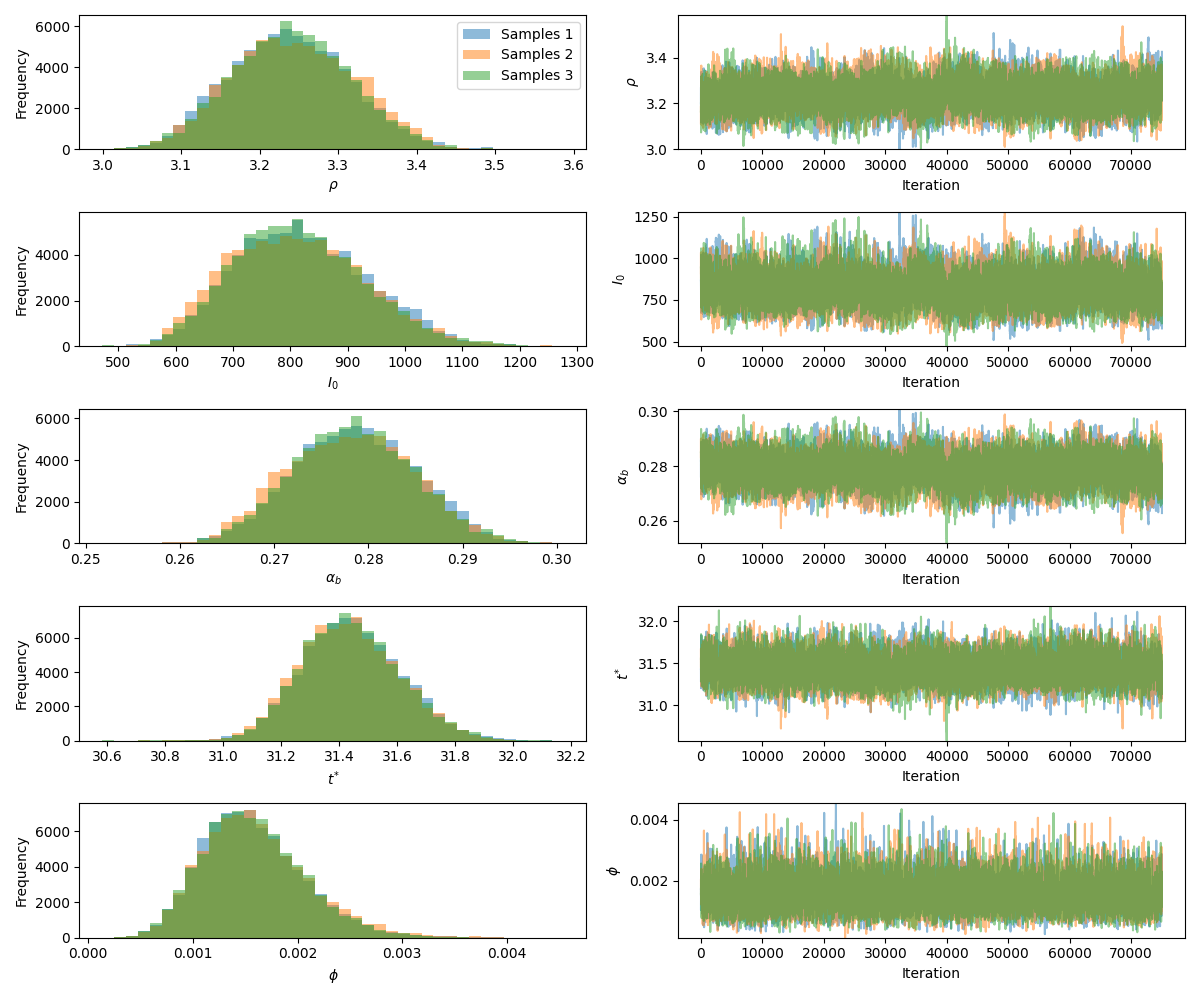 Frequency
6000
4000
2000
0
3.0 3.1 3.2 3.3 3.4 3.5 3.6
ρ
Samples 1
Samples 2
Samples 3
ρ
3.4
3.2
3.0
0 10000 20000 30000 40000 50000 60000 70000
Iteration
Frequency
4000
2000
0
500 600 700 800 900 1000 1100 1200 1300
I₀
I₀
1250
1000
750
500
0 10000 20000 30000 40000 50000 60000 70000
Iteration
Frequency
6000
4000
2000
0
0.25 0.26 0.27 0.28 0.29 0.30
α_b
α_b
0.30
0.28
0.26
0 10000 20000 30000 40000 50000 60000 70000
Iteration
Frequency
6000
4000
2000
0
30.6 30.8 31.0 31.2 31.4 31.6 31.8 32.0 32.2
t*
t*
32.0
31.5
31.0
0 10000 20000 30000 40000 50000 60000 70000
Iteration
Frequency
6000
4000
2000
0
0.000 0.001 0.002 0.003 0.004
ϕ
ϕ
0.004
0.002
0 10000 20000 30000 40000 50000 60000 70000
Iteration